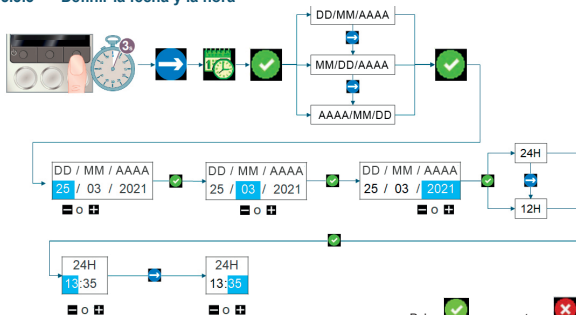 Definir la fecha y la hora
DD/MM/AAAA
3s
17
MM/DD/AAAA
AAAA/MM/DD
DD / MM / AAAA
25 / 03 / 2021
o
DD / MM / AAAA
25 / 03 / 2021
o
DD / MM / AAAA
25 / 03 / 2021
o
24H
12H
24H
13:35
o
24H
13:35
o